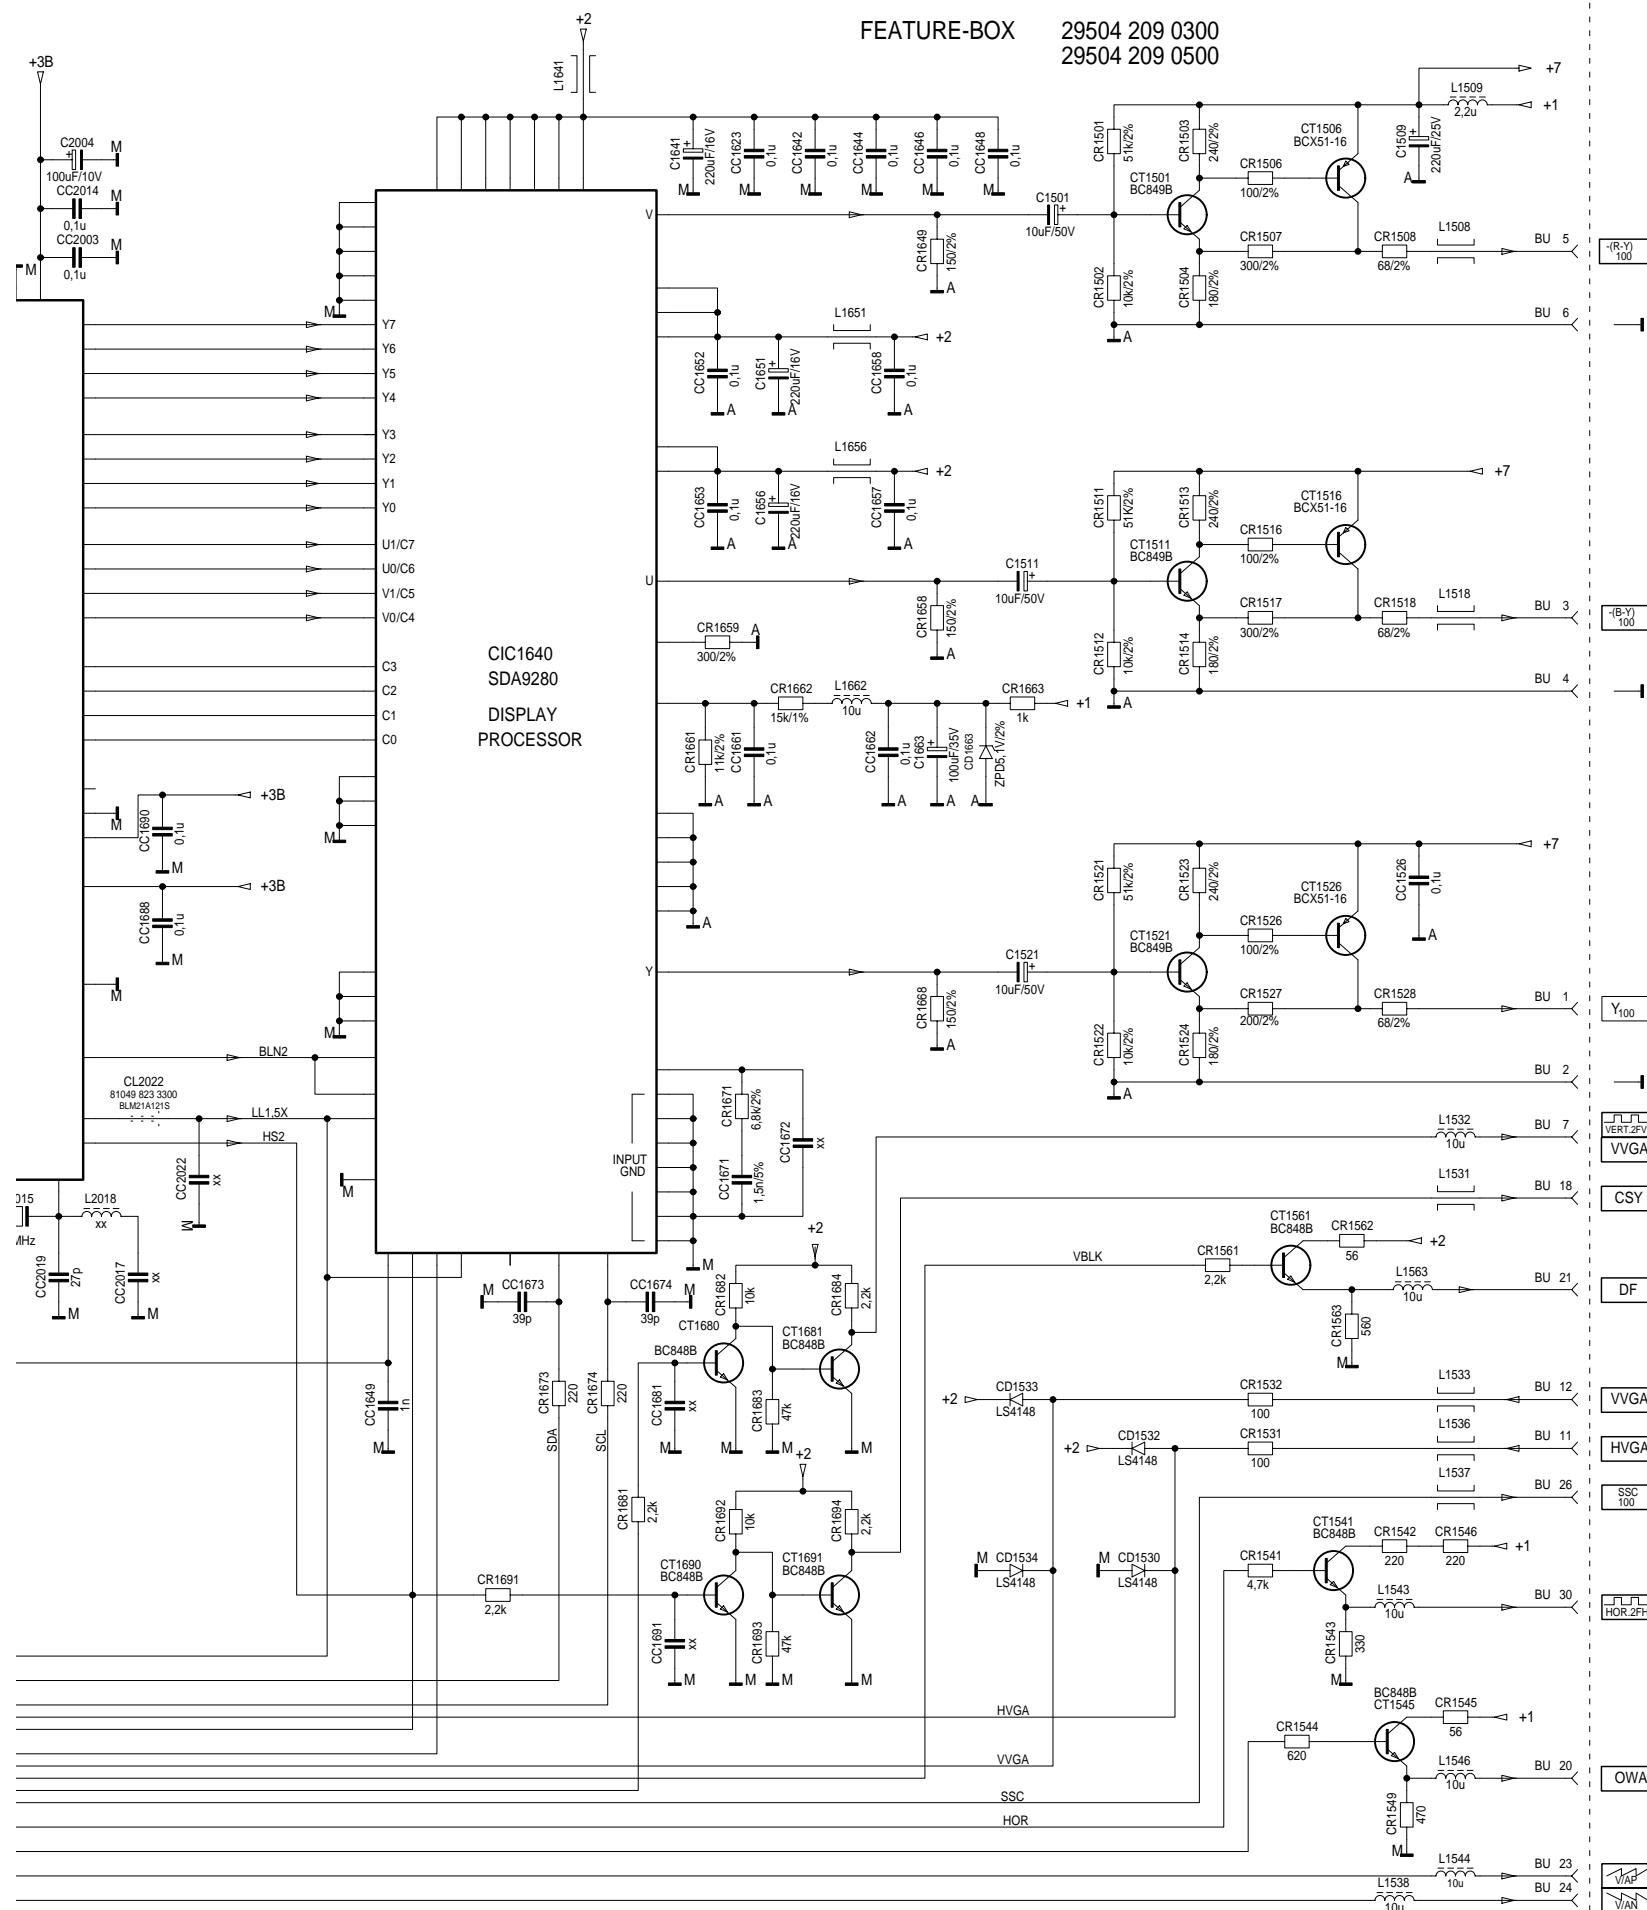 FEATURE-BOX 29504 209 0300
29504 209 0500
+2
+3B
L1641
+7
L1509
2,2u
+1
C2004
+
100uF/10V
M
CC2014
0,1u
M
CC2003
0,1u
M
M
C1641
+
220uF/16V
M
CC1623
0,1u
M
CC1642
0,1u
M
CC1644
0,1u
M
CC1646
0,1u
M
CC1648
0,1u
M
CR1501
51k/2%
CR1503
240/2%
CT1506
BCX51-16
C1509
+
220uF/25V
A
CT1501
BC849B
CR1506
100/2%
V
C1501
+
10uF/50V
CR1649
150/2%
A
CR1502
10k/2%
CR1504
180/2%
CR1507
300/2%
CR1508
68/2%
L1508
BU 5
-(R-Y)
100
A
BU 6
M
Y7
Y6
Y5
Y4
Y3
Y2
Y1
Y0
U1/C7
U0/C6
V1/C5
V0/C4
C3
C2
C1
C0
L1651
+2
CC1652
0,1u
A
C1651
+
220uF/16V
A
CC1658
0,1u
A
L1656
+2
CC1653
0,1u
A
C1656
+
220uF/16V
A
CC1657
0,1u
A
+7
CR1511
51K/2%
CR1513
240/2%
CT1516
BCX51-16
CT1511
BC849B
CR1516
100/2%
U
C1511
+
10uF/50V
CR1658
150/2%
A
CR1512
10k/2%
CR1514
180/2%
CR1517
300/2%
CR1518
68/2%
L1518
BU 3
-(B-Y)
100
A
BU 4
CR1659
300/2%
A
CIC1640
SDA9280
DISPLAY
PROCESSOR
CR1662
15k/1%
L1662
10u
CR1663
1k
+1
CR1661
11k/2%
A
CC1661
0,1u
A
CC1662
0,1u
A
C1663
+
100uF/35V
A
CD1663
ZPD5,1V/2%
A
+3B
M
CC1690
0,1u
M
M
+3B
CC1688
0,1u
M
M
A
M
+7
CR1521
51k/2%
CR1523
240/2%
CT1526
BCX51-16
CC1526
0,1u
A
CT1521
BC849B
CR1526
100/2%
Y
C1521
+
10uF/50V
CR1668
150/2%
A
CR1522
10k/2%
CR1524
180/2%
CR1527
200/2%
CR1528
68/2%
BU 1
Y100
A
BU 2
BLN2
CL2022
81049 823 3300
BLM21A121S
LL1,5X
HS2
CC2022
xx
M
M
INPUT
GND
CR1671
6,8k/2%
CC1671
1,5n/5%
CC1672
xx
M
L1532
10u
BU 7
VERT.2FV
VVGA
L1531
BU 18
CSY
015
MHz
L2018
xx
CC2019
27p
M
CC2017
xx
M
M
CC1673
39p
CC1674
39p
M
+2
CR1682
10k
CR1684
2,2k
CT1680
BC848B
CT1681
BC848B
VBLK
CR1561
2,2k
CT1561
BC848B
CR1562
56
+2
L1563
10u
BU 21
DF
CR1563
560
M
CC1649
1n
M
CR1673
220
SDA
CR1674
220
SCL
CC1681
xx
M
M
CR1683
47k
M
M
+2
CD1533
LS4148
CR1532
100
L1533
BU 12
VVGA
+2
CD1532
LS4148
CR1531
100
L1536
BU 11
HVGA
L1537
BU 26
SSC
100
+2
CR1681
2,2k
CR1692
10k
CR1694
2,2k
CT1690
BC848B
CT1691
BC848B
CR1691
2,2k
CC1691
xx
M
M
CR1693
47k
M
M
M
CD1534
LS4148
M
CD1530
LS4148
CR1541
4,7k
CT1541
BC848B
CR1542
220
CR1546
220
+1
L1543
10u
BU 30
HOR.2FH
CR1543
330
M
HVGA
VVGA
SSC
HOR
CR1544
620
BC848B
CT1545
CR1545
56
+1
L1546
10u
BU 20
OWA
CR1549
470
M
L1544
10u
BU 23
V/AP
L1538
10u
BU 24
V/AN